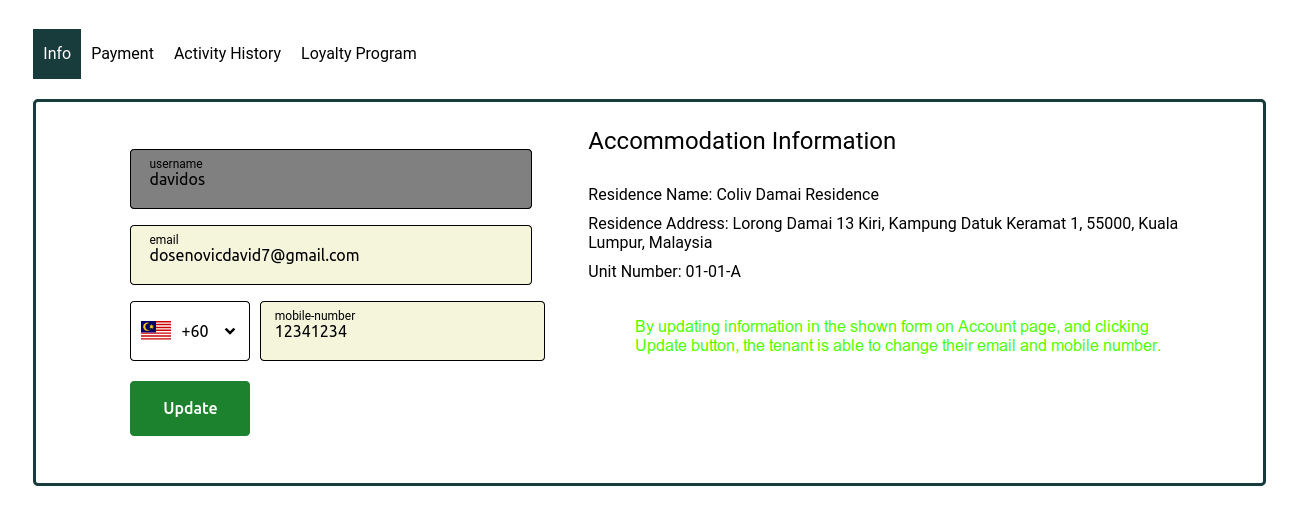 Info Payment Activity History Loyalty Program
username
davidos
email
dosenovicdavid7@gmail.com
+60
mobile-number
12341234
Update
Accommodation Information
Residence Name: Coliv Damai Residence
Residence Address: Lorong Damai 13 Kiri, Kampung Datuk Keramat 1, 55000, Kuala
Lumpur, Malaysia
Unit Number: 01-01-A
By updating information in the shown form on Account page, and clicking
Update button, the tenant is able to change their email and mobile number.